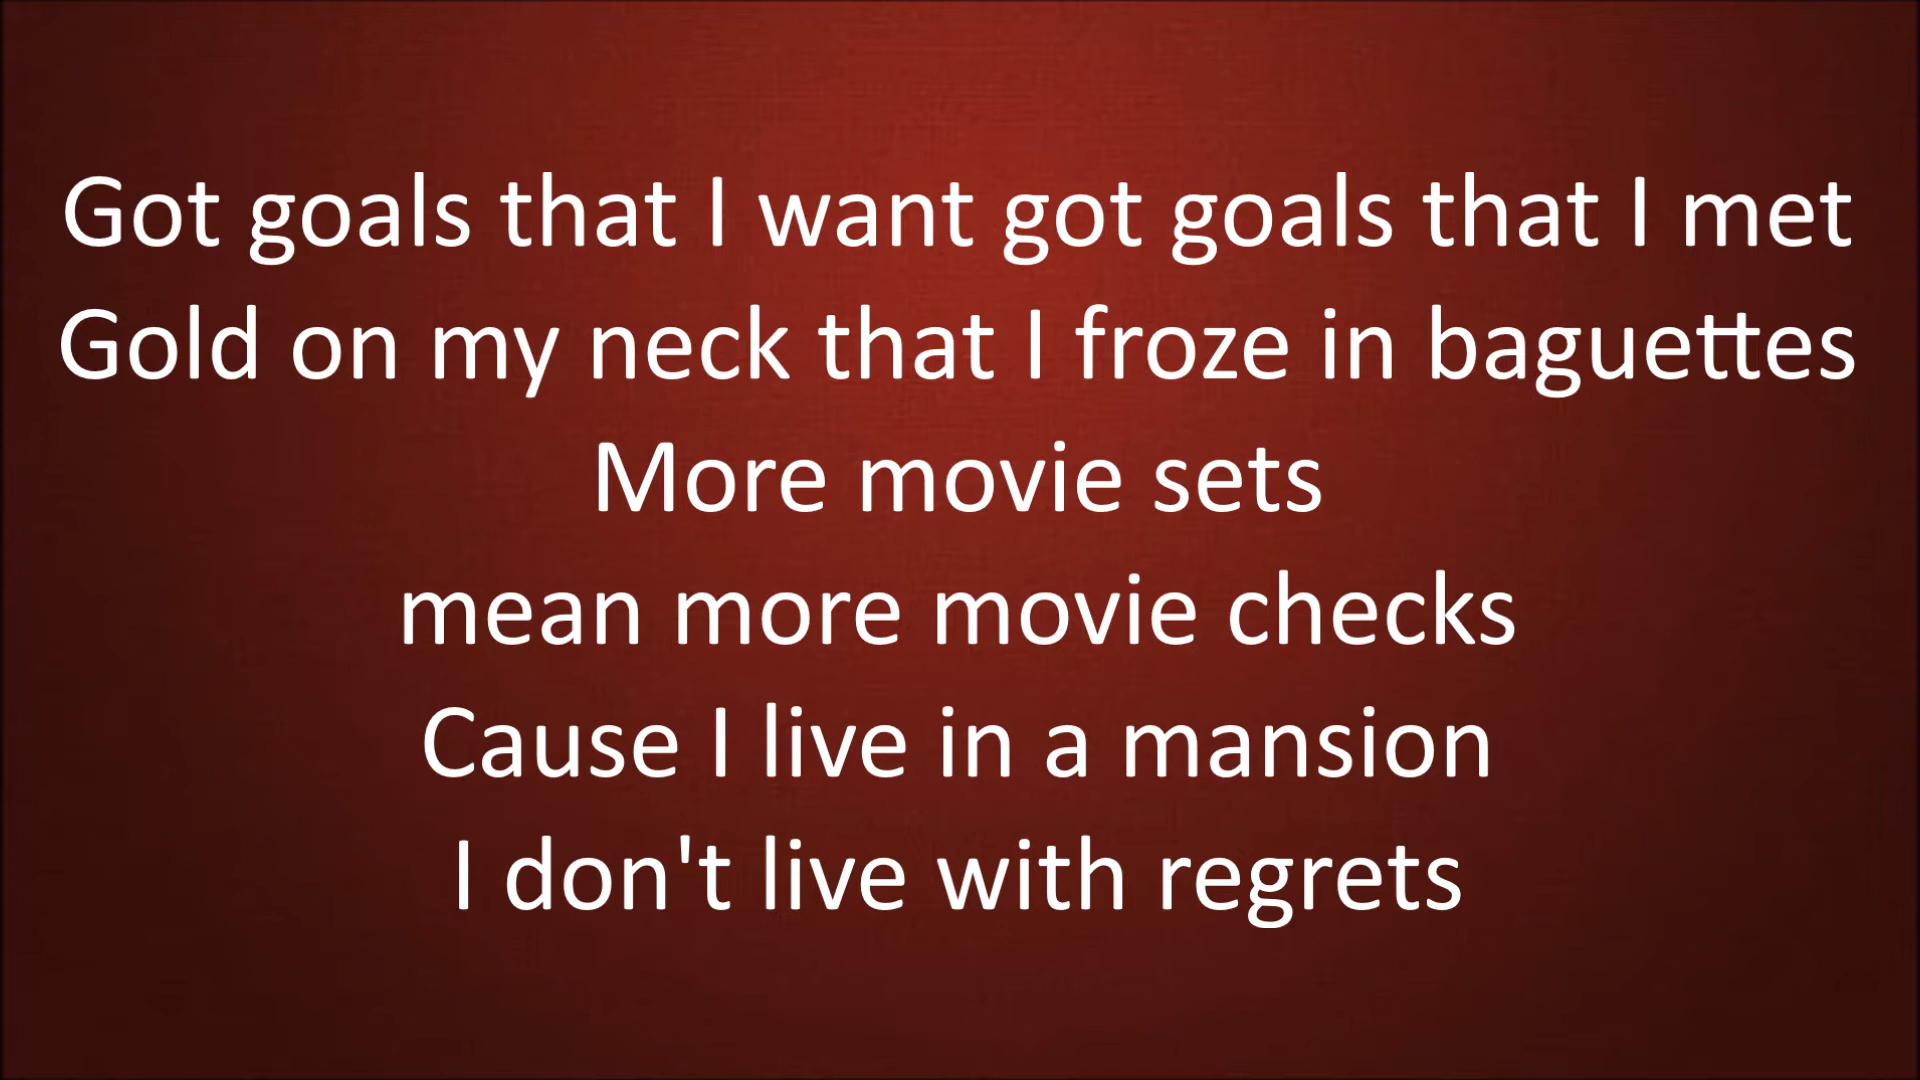 Got goals that I want got goals that I met
Gold on my neck that I froze in baguettes
More movie sets
mean more movie checks
Cause I live in a mansion
I don't live with regrets